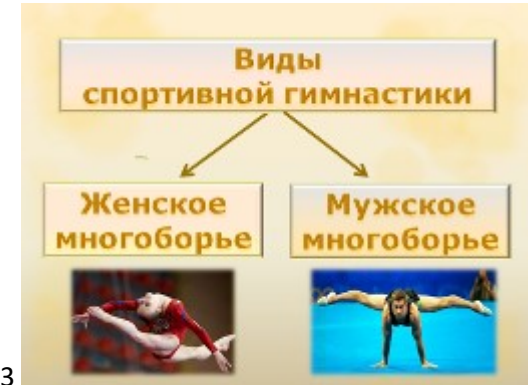 Виды
спортивной гимнастики
Женское
многоборье
Мужское
многоборье
3